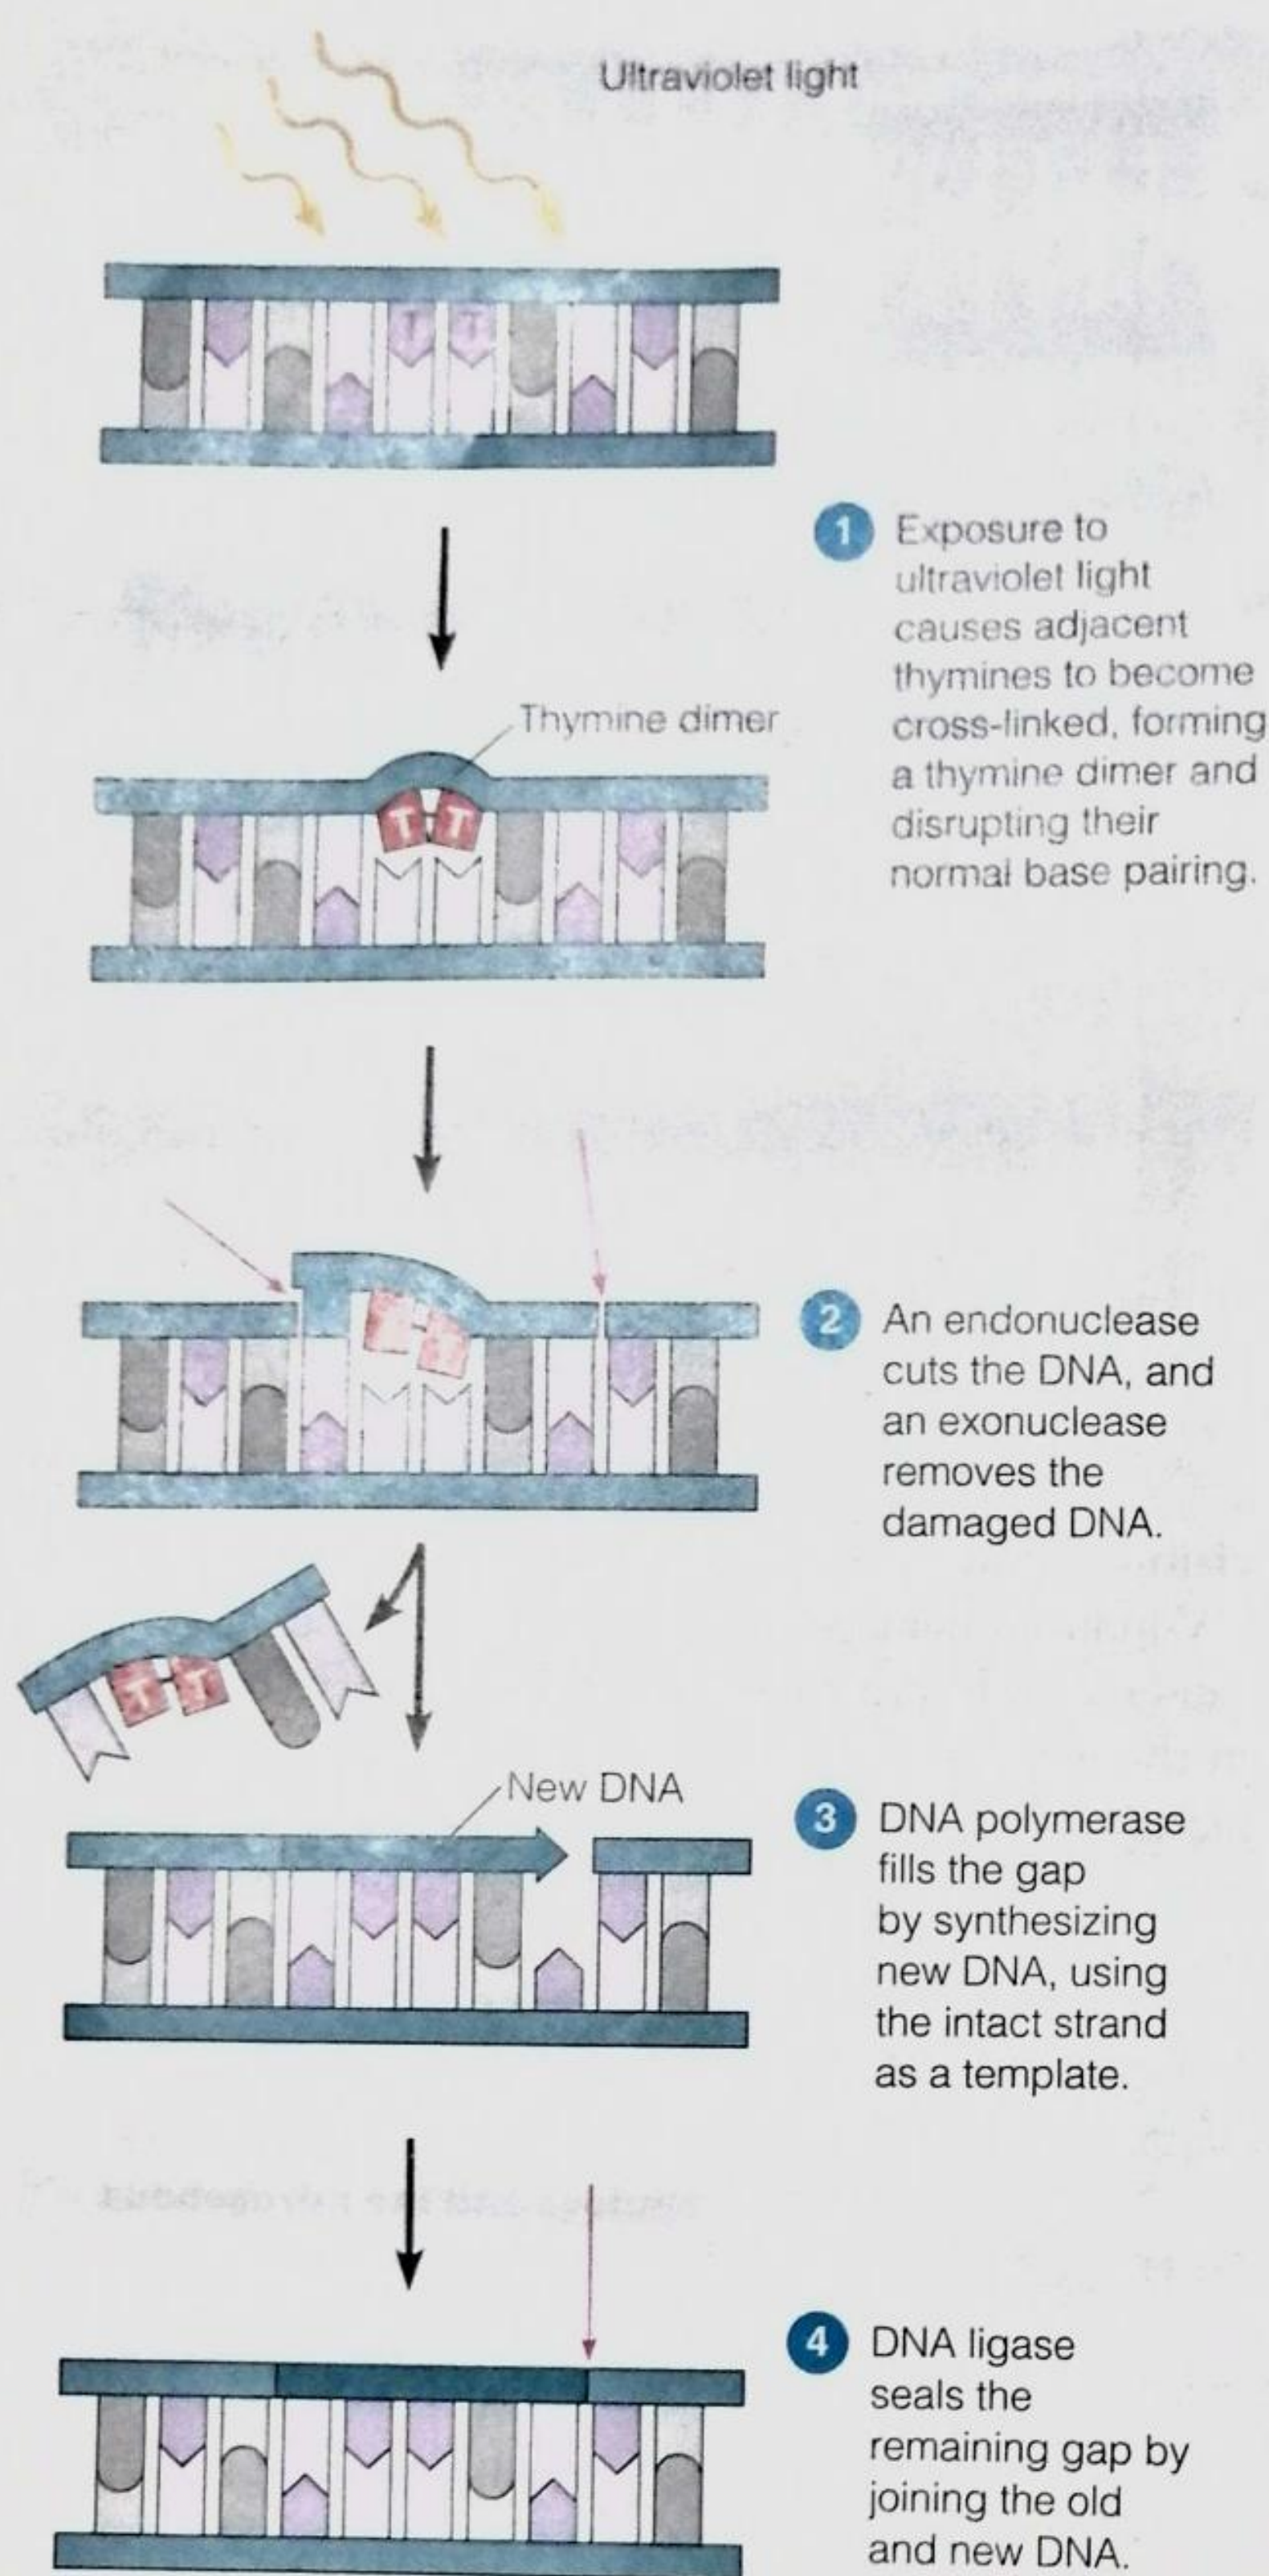 Ultraviolet light
T T
1 Exposure to
ultraviolet light
causes adjacent
thymines to become
cross-linked, forming
a thymine dimer and
disrupting their
normal base pairing.
Thymine dimer
T T
2 An endonuclease
cuts the DNA, and
an exonuclease
removes the
damaged DNA.
T T
New DNA
3 DNA polymerase
fills the gap
by synthesizing
new DNA, using
the intact strand
as a template.
4 DNA ligase
seals the
remaining gap by
joining the old
and new DNA.